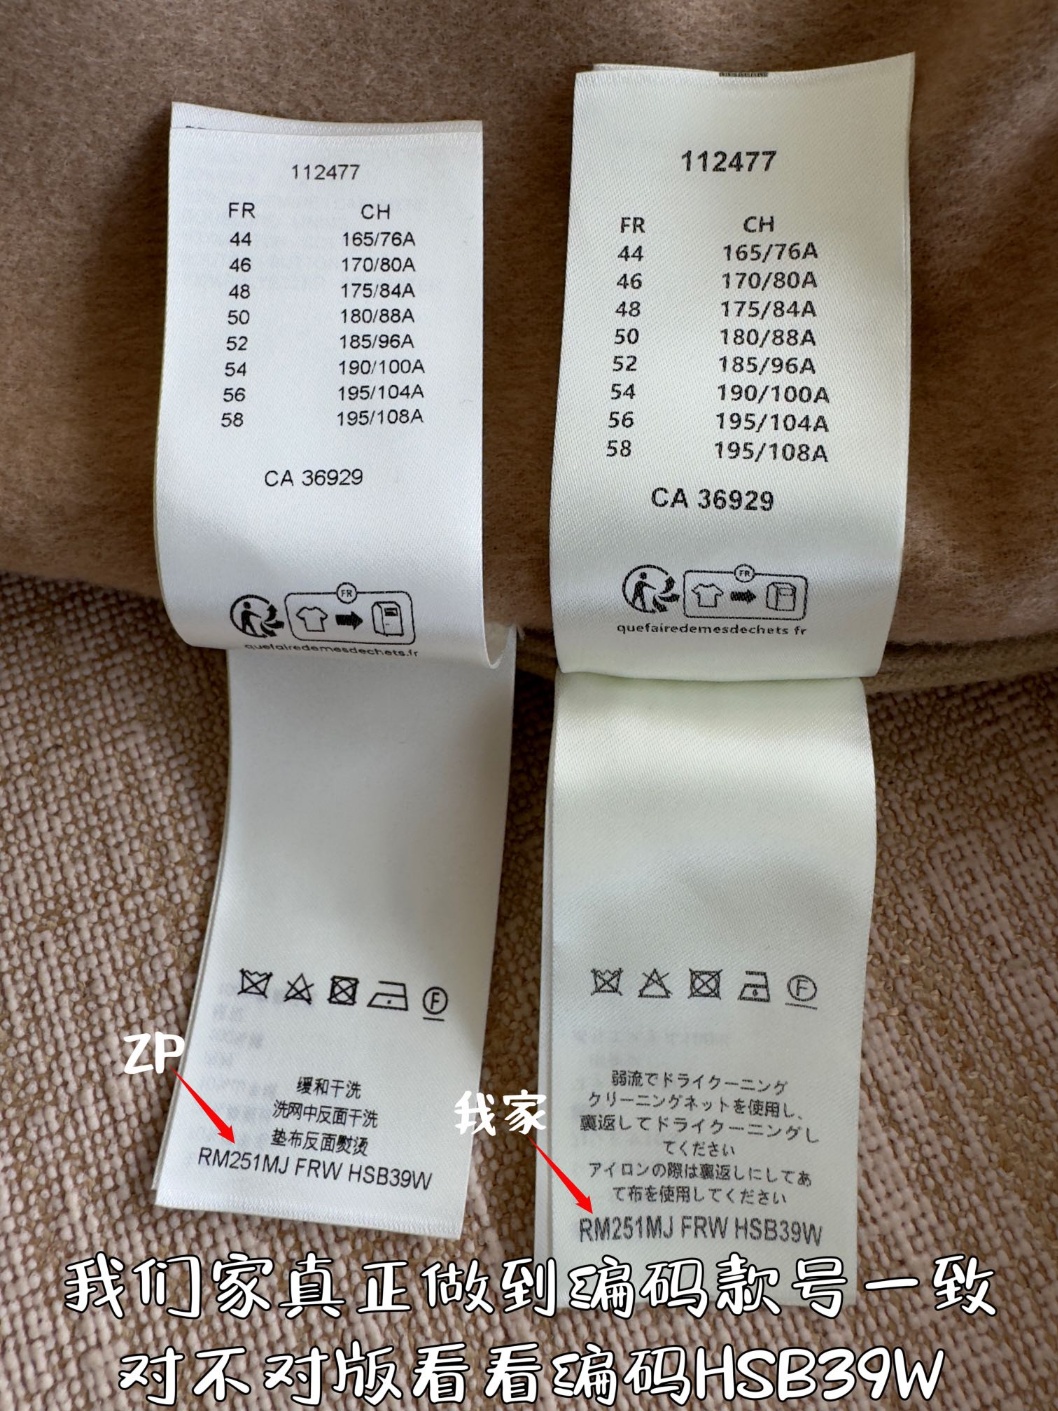 112477
FR CH
44 165/76A
46 170/80A
48 175/84A
50 180/88A
52 185/96A
54 190/100A
56 195/104A
58 195/108A
CA 36929
FR
quefairedemesdechets.fr
F
缓和干洗
洗网中反面干洗
垫布反面熨烫
RM251MJ FRW HSB39W
ZP
112477
FR CH
44 165/76A
46 170/80A
48 175/84A
50 180/88A
52 185/96A
54 190/100A
56 195/104A
58 195/108A
CA 36929
FR
quefairedemesdechets fr
F
弱流でドライクーニング
クリーニングネットを使用し、
裏返してドライクーニングし
てください
アイロンの際は裏返しにしてあ
て布を使用してください
RM251MJ FRW HSB39W
我家
我们家真正做到编码款号一致
对不对版看看编码HSB39W